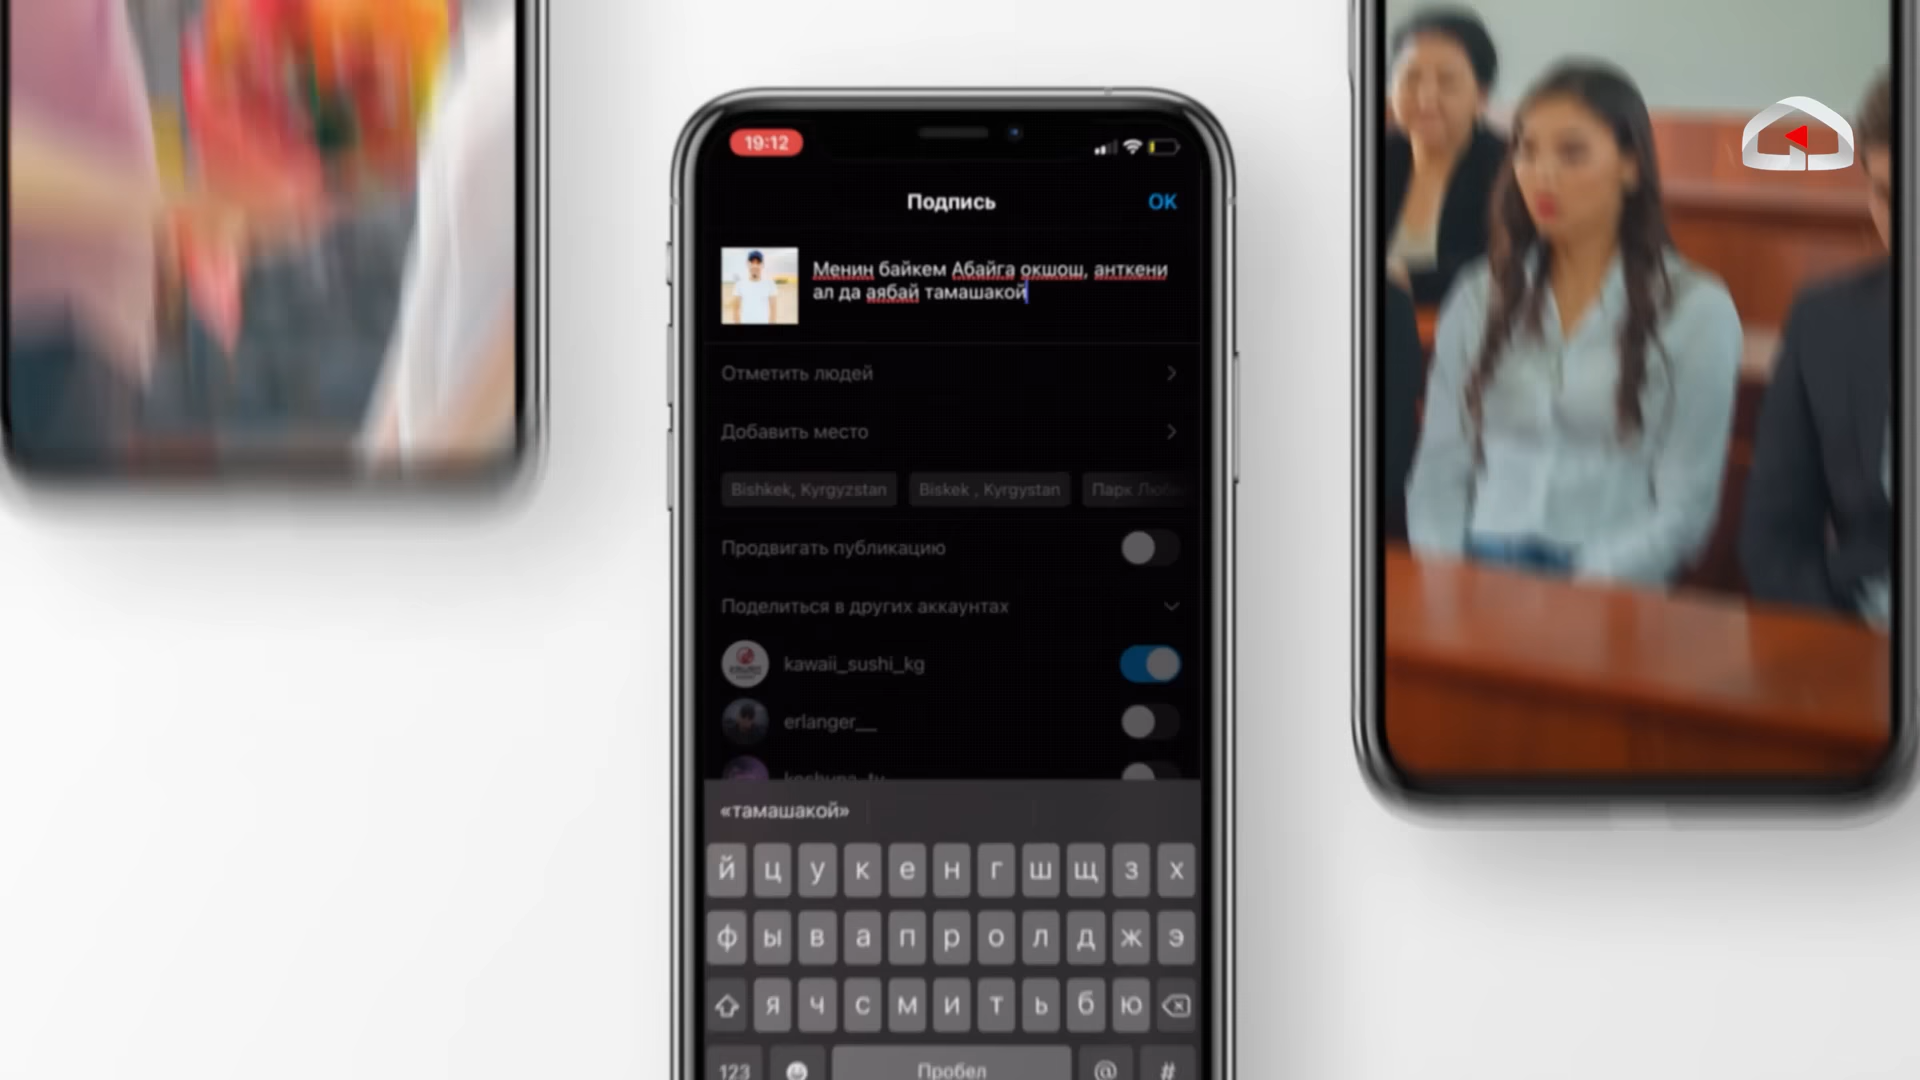 19:12
Подпись
OK
Менин байкем Абайга окшош, анткени
ал да аябай тамашакой
Отметить людей
Добавить место
Bishkek, Kyrgyzstan
Biskek , Kyrgystan
Парк
Продвигать публикацию
Поделиться в других аккаунтах
kawaii_sushi_kg
erlanger__
«тамашакой»
й ц у к е н г ш щ з х
ф ы в а п р о л д ж э
я ч с м и т ь б ю
123 Пробел @ #